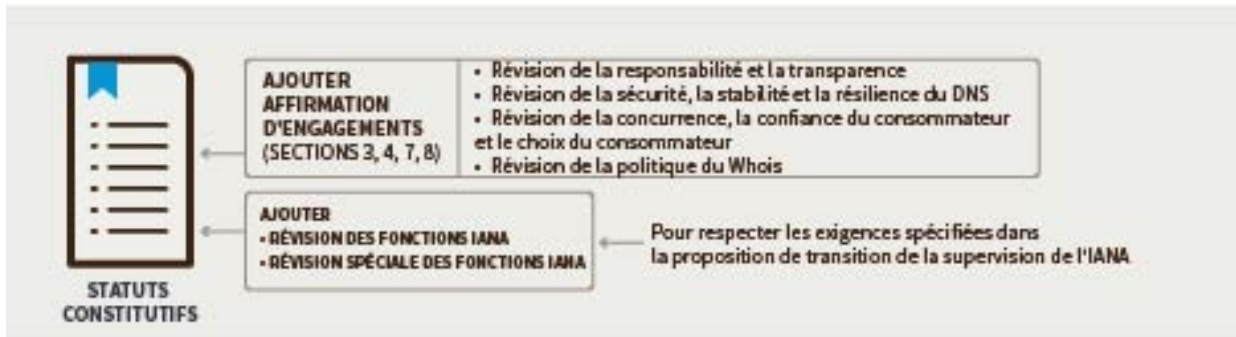 AJOUTER
AFFIRMATION
D'ENGAGEMENTS
(SECTIONS 3, 4, 7, 8)
• Révision de la responsabilité et la transparence
• Révision de la sécurité, la stabilité et la résilience du DNS
• Révision de la concurrence, la confiance du consommateur
et le choix du consommateur
• Révision de la politique du Whois
AJOUTER
• RÉVISION DES FONCTIONS IANA
• RÉVISION SPÉCIALE DES FONCTIONS IANA
Pour respecter les exigences spécifiées dans
la proposition de transition de la supervision de l'IANA
STATUTS
CONSTITUTIFS